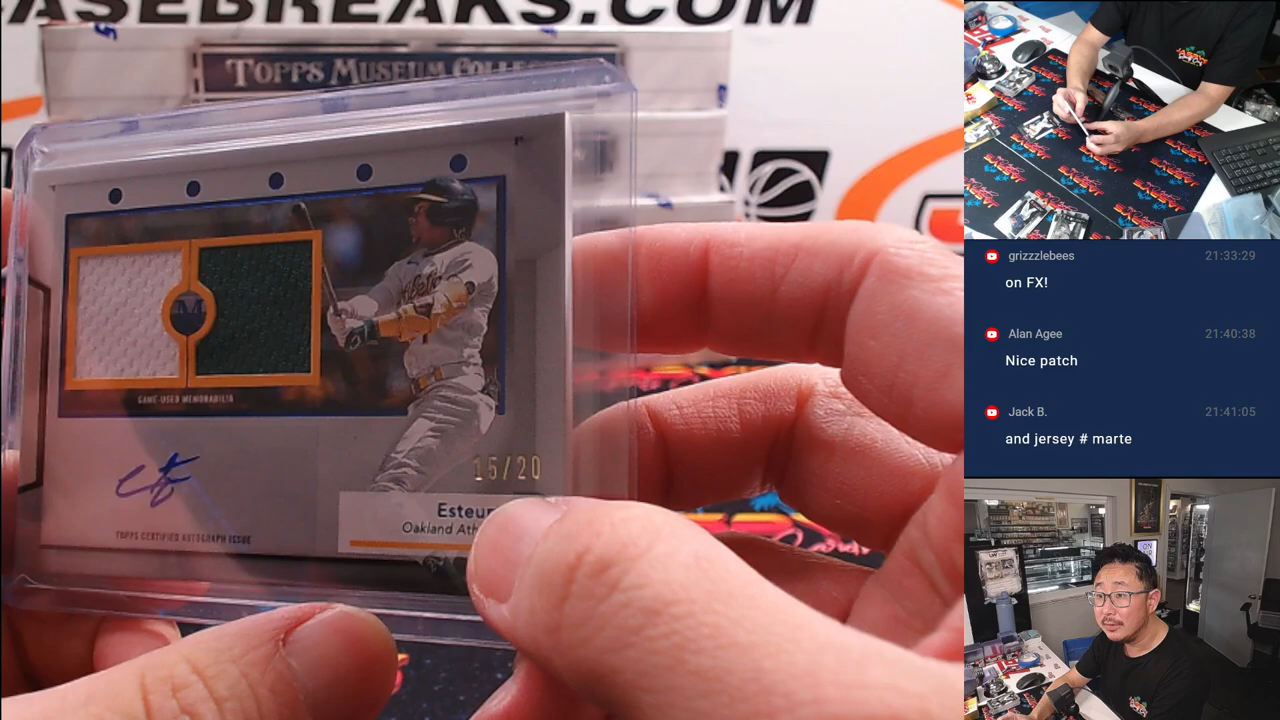 ASEBREAKS.COM
TOPPS MUSEUM COLLE
GAME-USED MEMORABILIA
15/20
Esteur
Oakland Ath
TOPPS CERTIFIED AUTOGRAPH ISSUE
grizzzlebees 21:33:29
on FX!
Alan Agee 21:40:38
Nice patch
Jack B. 21:41:05
and jersey # marte